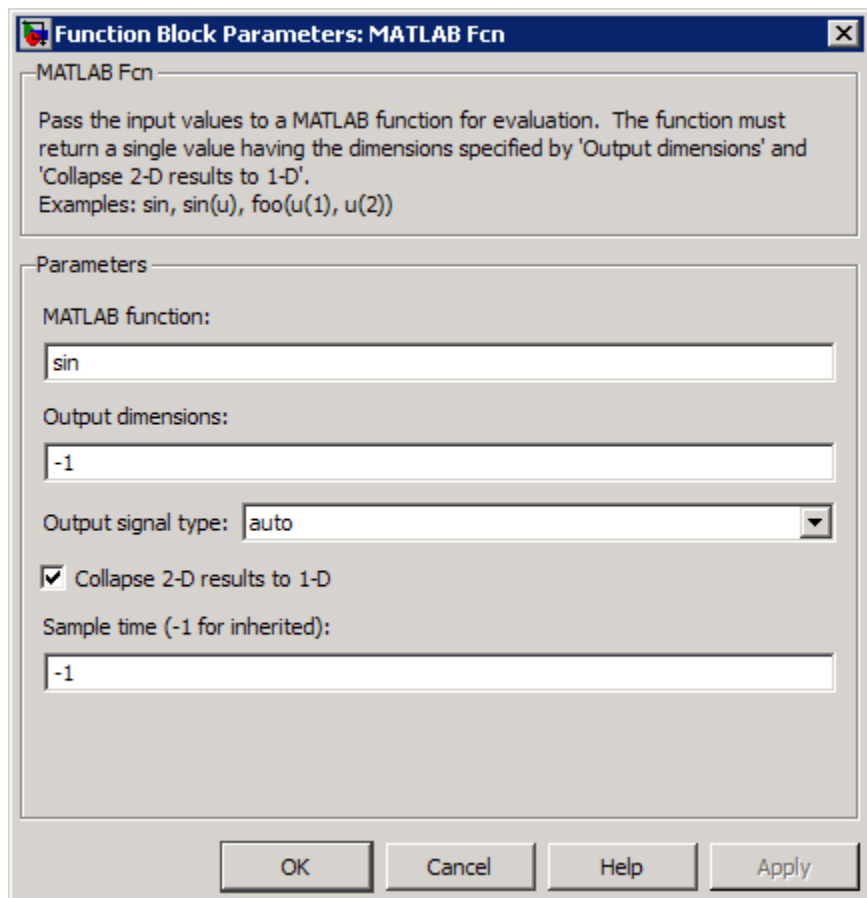 Function Block Parameters: MATLAB Fcn
MATLAB Fcn
Pass the input values to a MATLAB function for evaluation. The function must
return a single value having the dimensions specified by 'Output dimensions' and
'Collapse 2-D results to 1-D'.
Examples: sin, sin(u), foo(u(1), u(2))
Parameters
MATLAB function:
sin
Output dimensions:
-1
Output signal type: auto
Collapse 2-D results to 1-D
Sample time (-1 for inherited):
-1
OK Cancel Help Apply